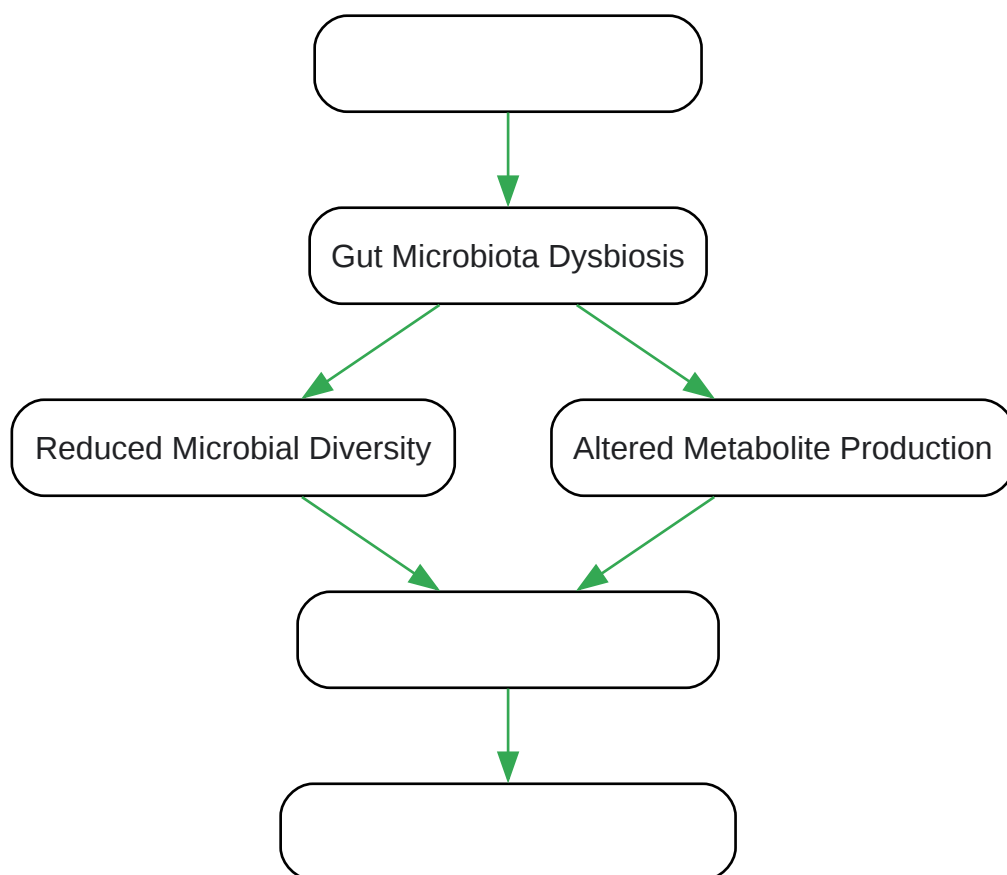 Gut Microbiota Dysbiosis
Reduced Microbial Diversity
Altered Metabolite Production